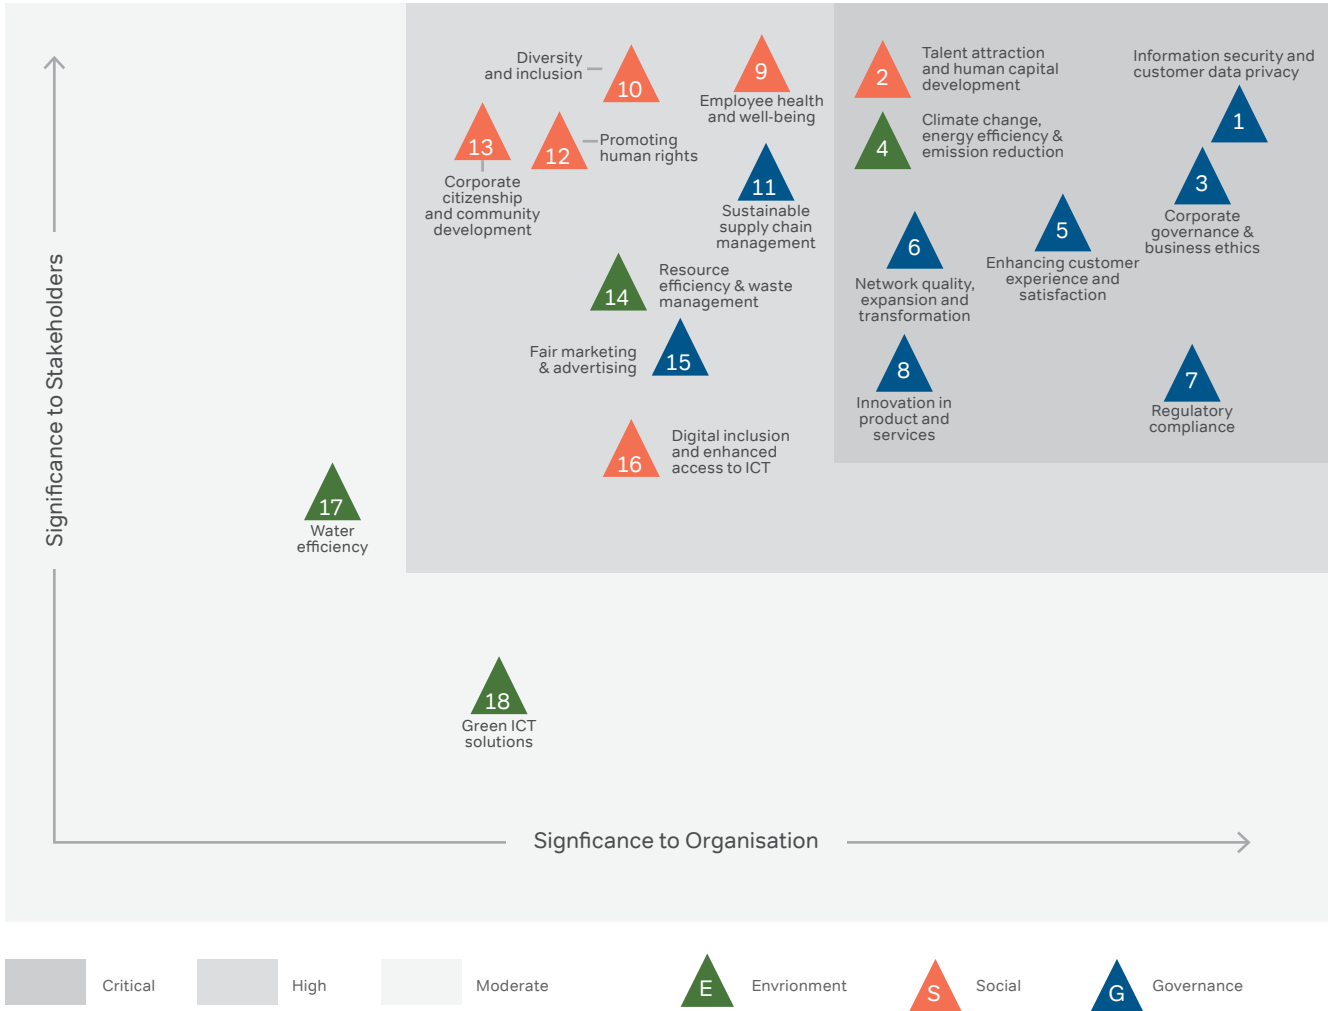 Significance to Stakeholders
Diversity
and inclusion
10
9
Employee health
and well-being
13
Corporate
citizenship
and community
development
12
Promoting
human rights
11
Sustainable
supply chain
management
14
Resource
efficiency & waste
management
Fair marketing
& advertising
15
16
Digital inclusion
and enhanced
access to ICT
2
Talent attraction
and human capital
development
Information security and
customer data privacy
1
4
Climate change,
energy efficiency &
emission reduction
3
Corporate
governance &
business ethics
5
Enhancing customer
experience and
satisfaction
6
Network quality,
expansion and
transformation
8
Innovation in
product and
services
7
Regulatory
compliance
17
Water
efficiency
18
Green ICT
solutions
Signficance to Organisation
Critical
High
Moderate
E
Envrionment
S
Social
G
Governance